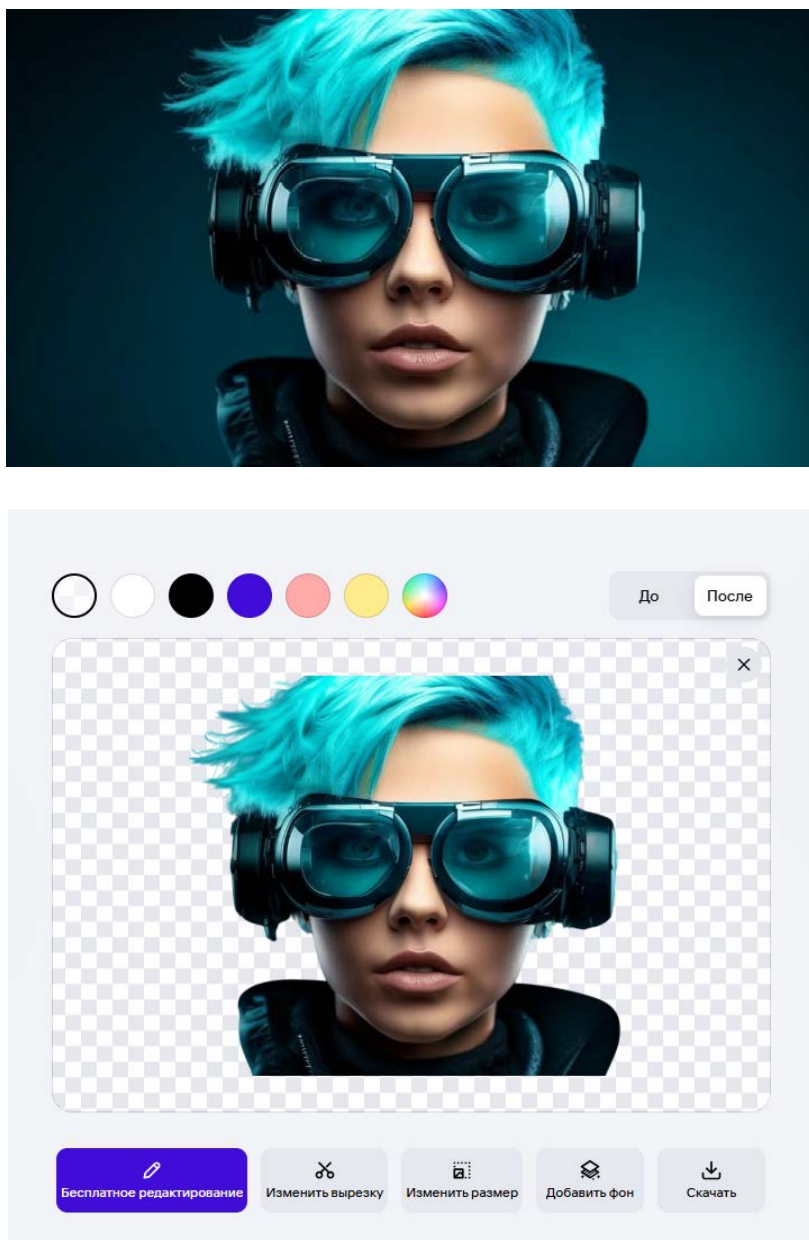 До
После
Бесплатное редактирование
Изменить вырезку
Изменить размер
Добавить фон
Скачать